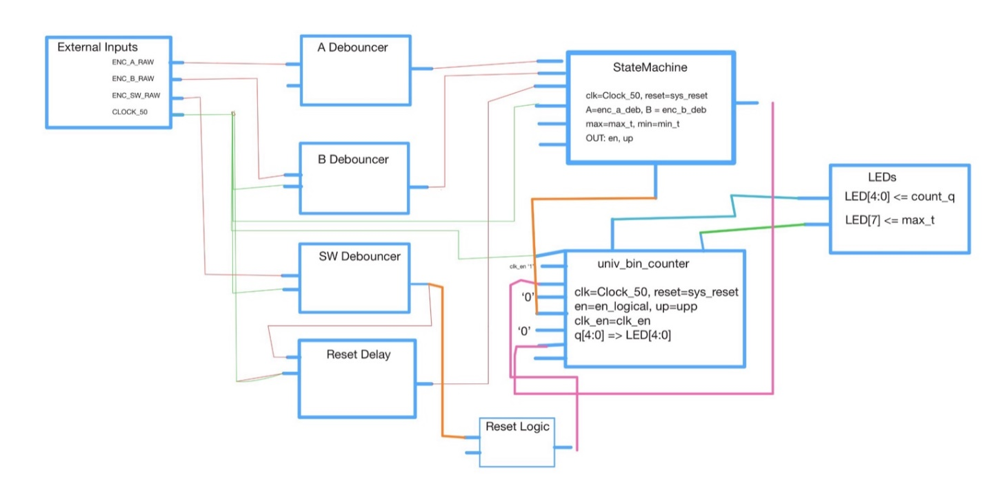 External Inputs
ENC_A_RAW
ENC_B_RAW
ENC_SW_RAW
CLOCK_50
A Debouncer
B Debouncer
SW Debouncer
Reset Delay
StateMachine
clk=Clock_50, reset=sys_reset
A=enc_a_deb, B = enc_b_deb
max=max_t, min=min_t
OUT: en, up
LEDs
LED[4:0] <= count_q
LED[7] <= max_t
clk_en '1'
'0'
'0'
univ_bin_counter
clk=Clock_50, reset=sys_reset
en=en_logical, up=upp
clk_en=clk_en
q[4:0] => LED[4:0]
Reset Logic